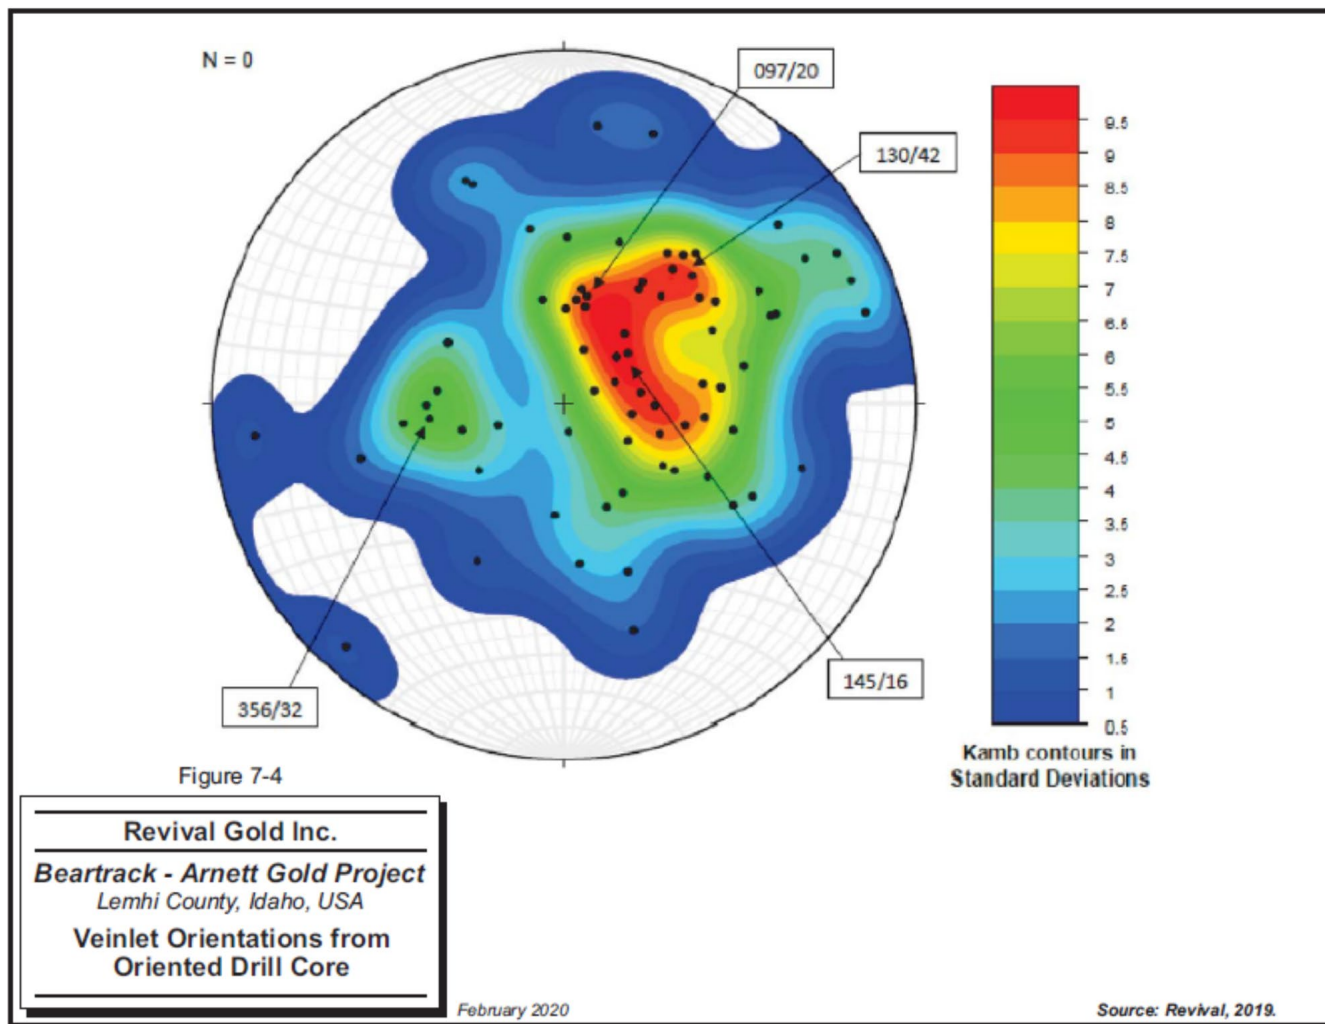 N = 0
097/20
130/42
356/32
145/16
9.5
9
8.5
8
7.5
7
6.5
6
5.5
5
4.5
4
3.5
3
2.5
2
1.5
1
0.5
Kamb contours in
Standard Deviations
Figure 7-4
Revival Gold Inc.
Beartrack - Arnett Gold Project
Lemhi County, Idaho, USA
Veinlet Orientations from
Oriented Drill Core
February 2020
Source: Revival, 2019.